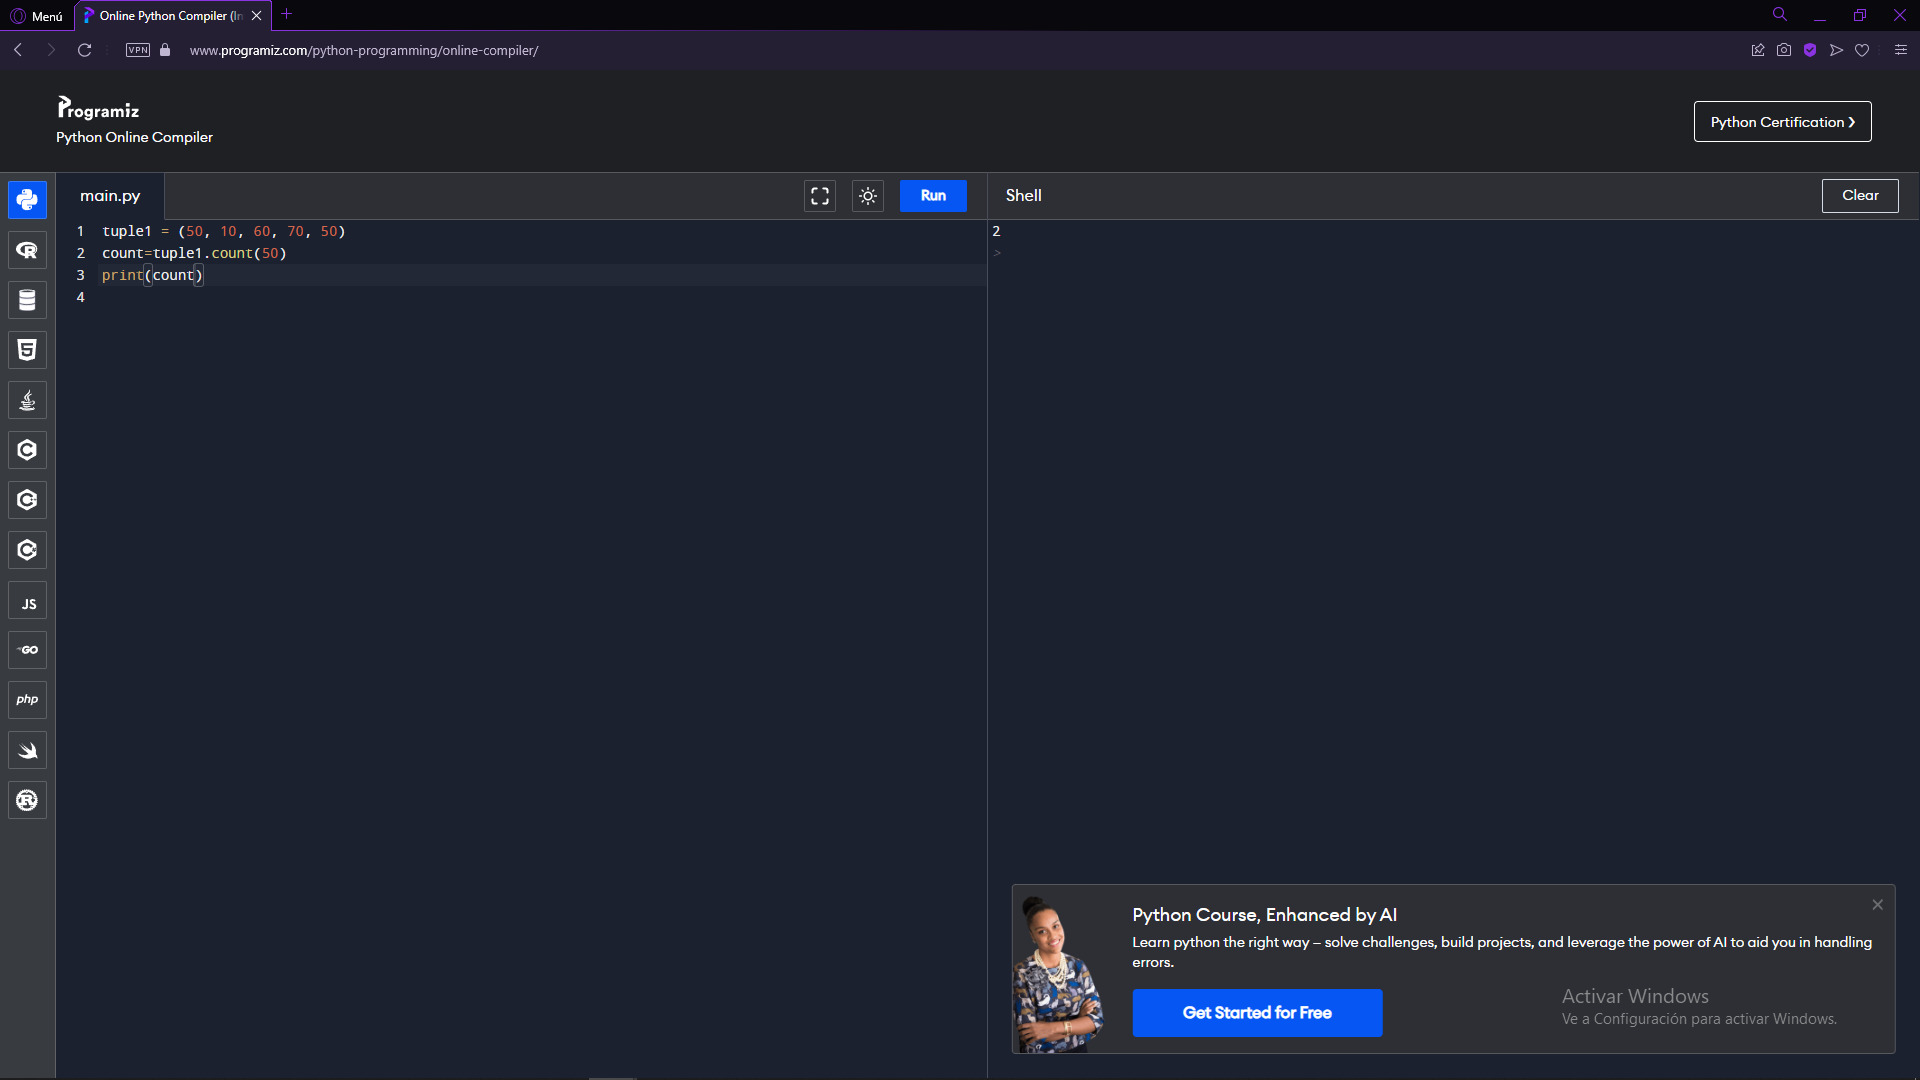 Menú
Online Python Compiler (In
VPN
www.programiz.com/python-programming/online-compiler/
Programiz
Python Online Compiler
Python Certification ❯
main.py
Run
Shell
Clear
1 tuple1 = (50, 10, 60, 70, 50)
2 count=tuple1.count(50)
3 print(count)
4
2
>
JS
GO
php
Python Course, Enhanced by AI
Learn python the right way — solve challenges, build projects, and leverage the power of AI to aid you in handling
errors.
Get Started for Free
Activar Windows
Ve a Configuración para activar Windows.